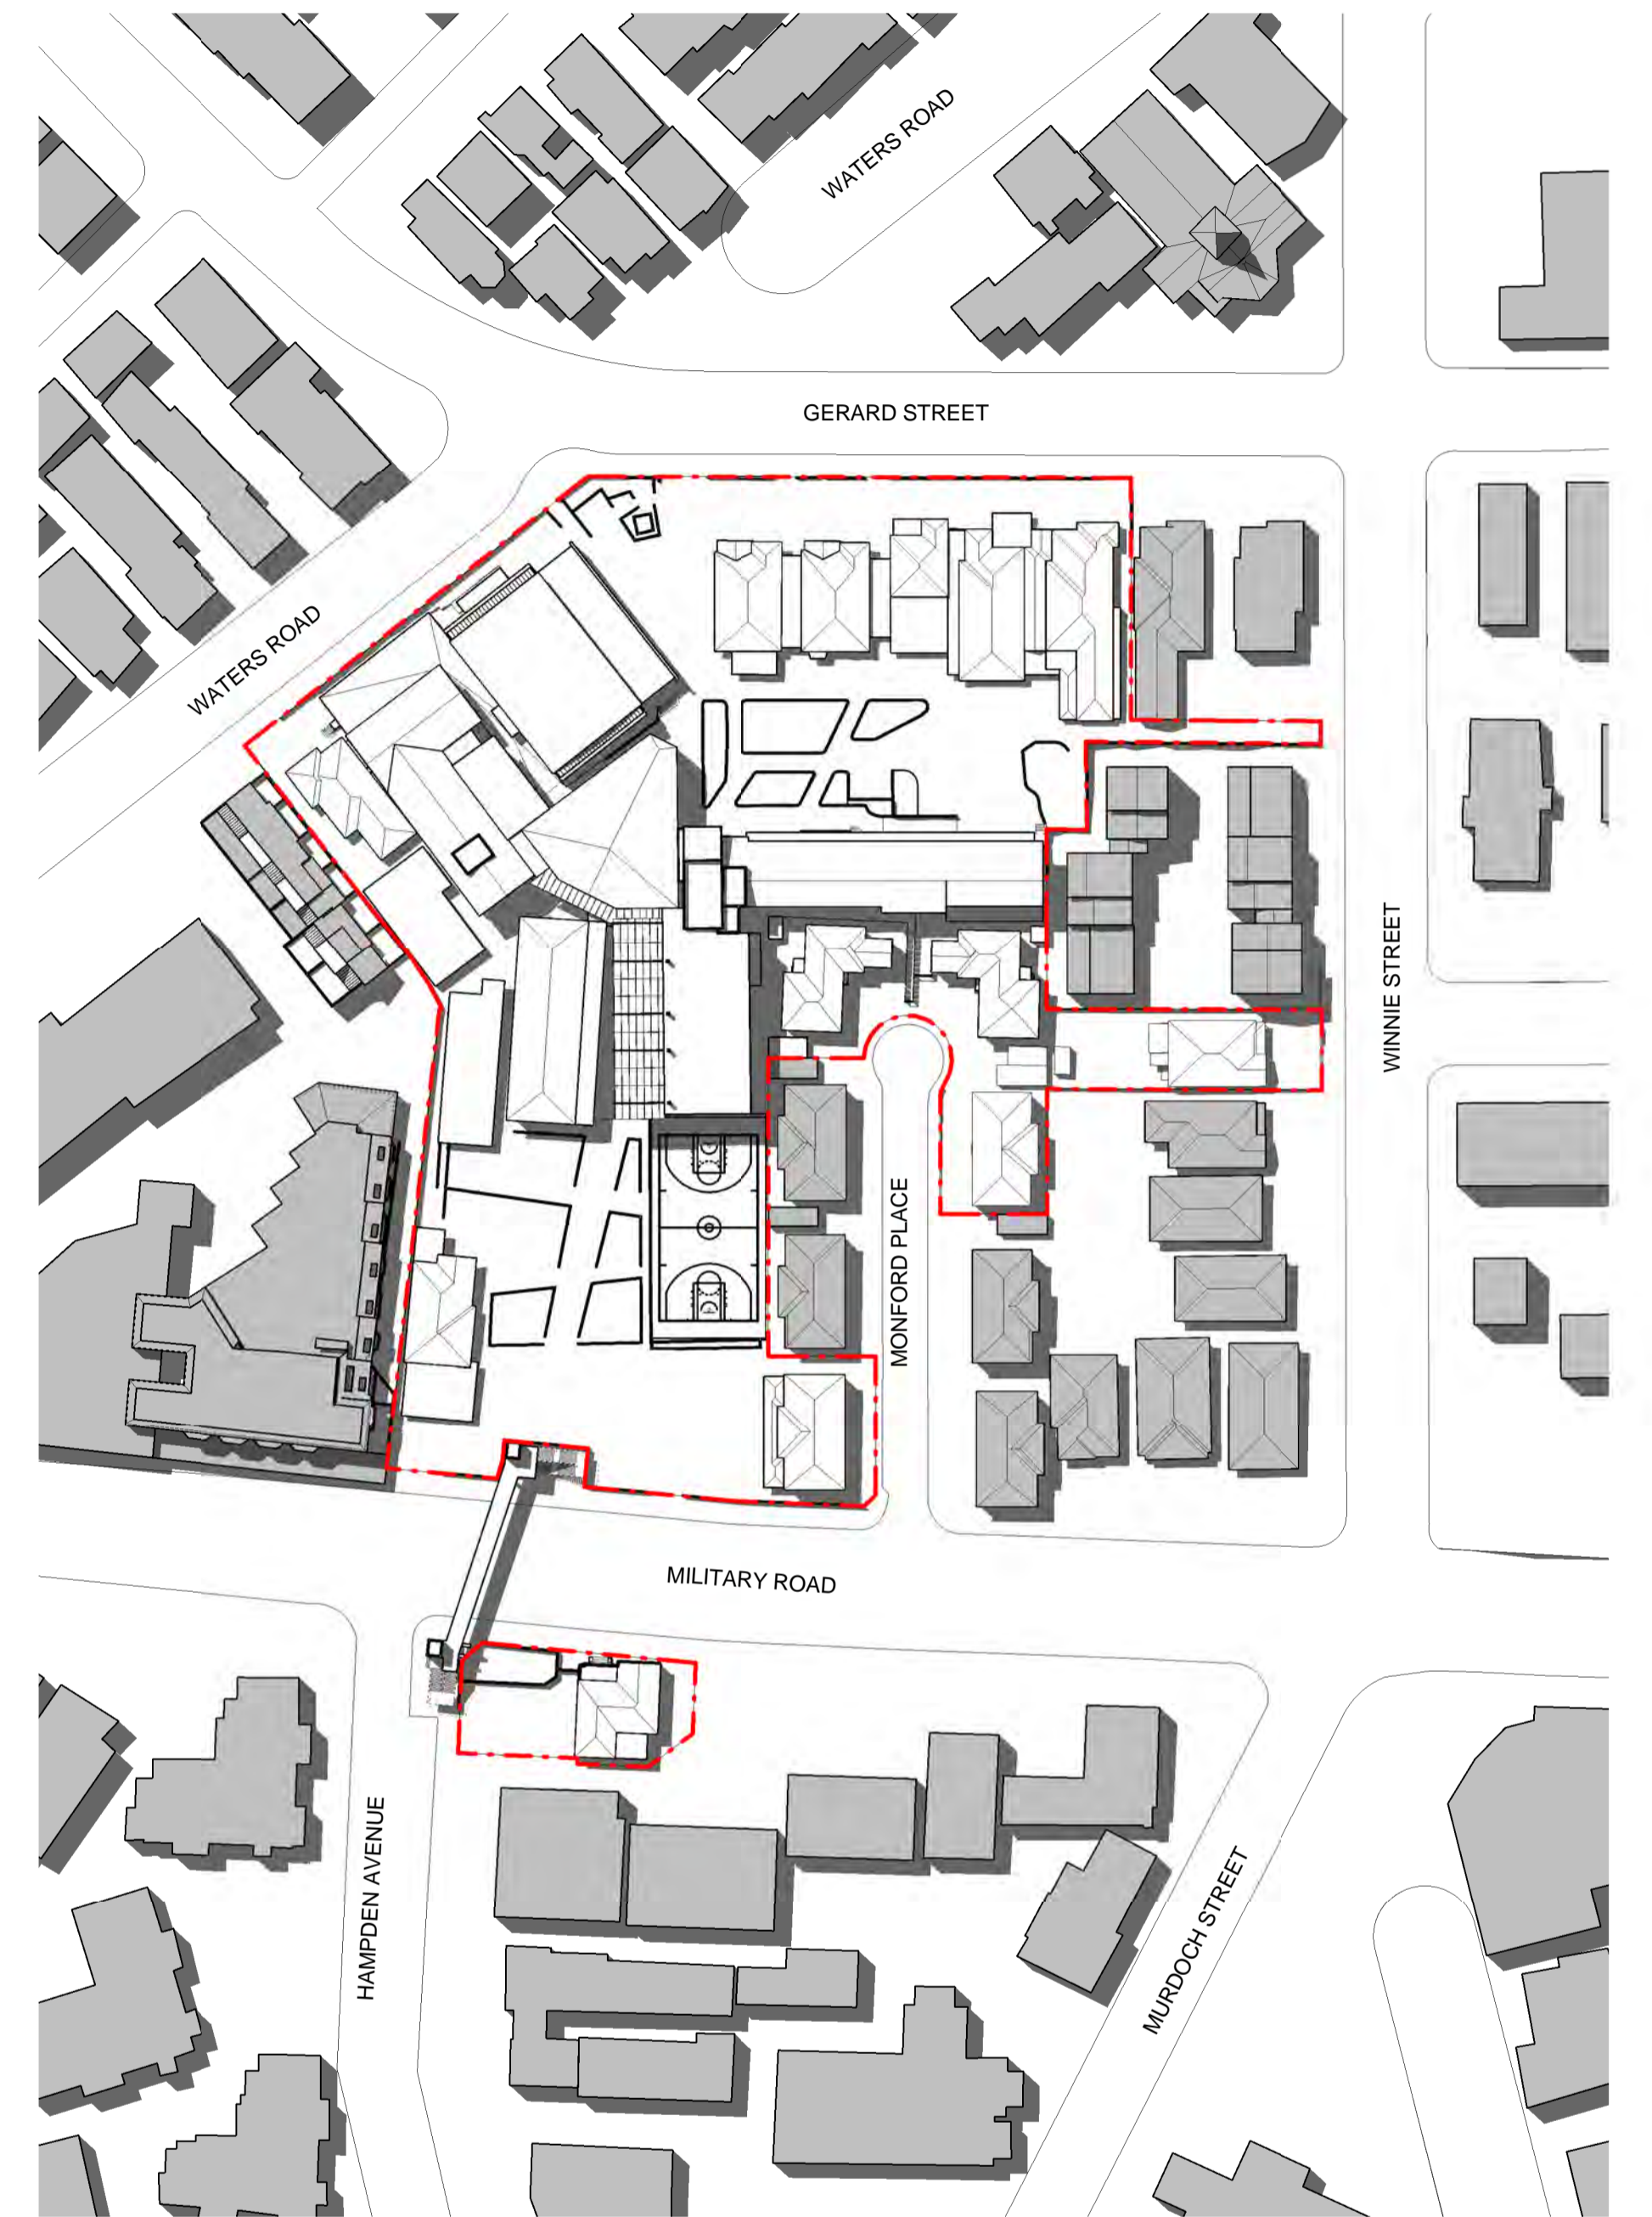 WATERS ROAD
GERARD STREET
WATERS ROAD
WINNIE STREET
MONFORD PLACE
MILITARY ROAD
HAMPDEN AVENUE
MURDOCH STREET